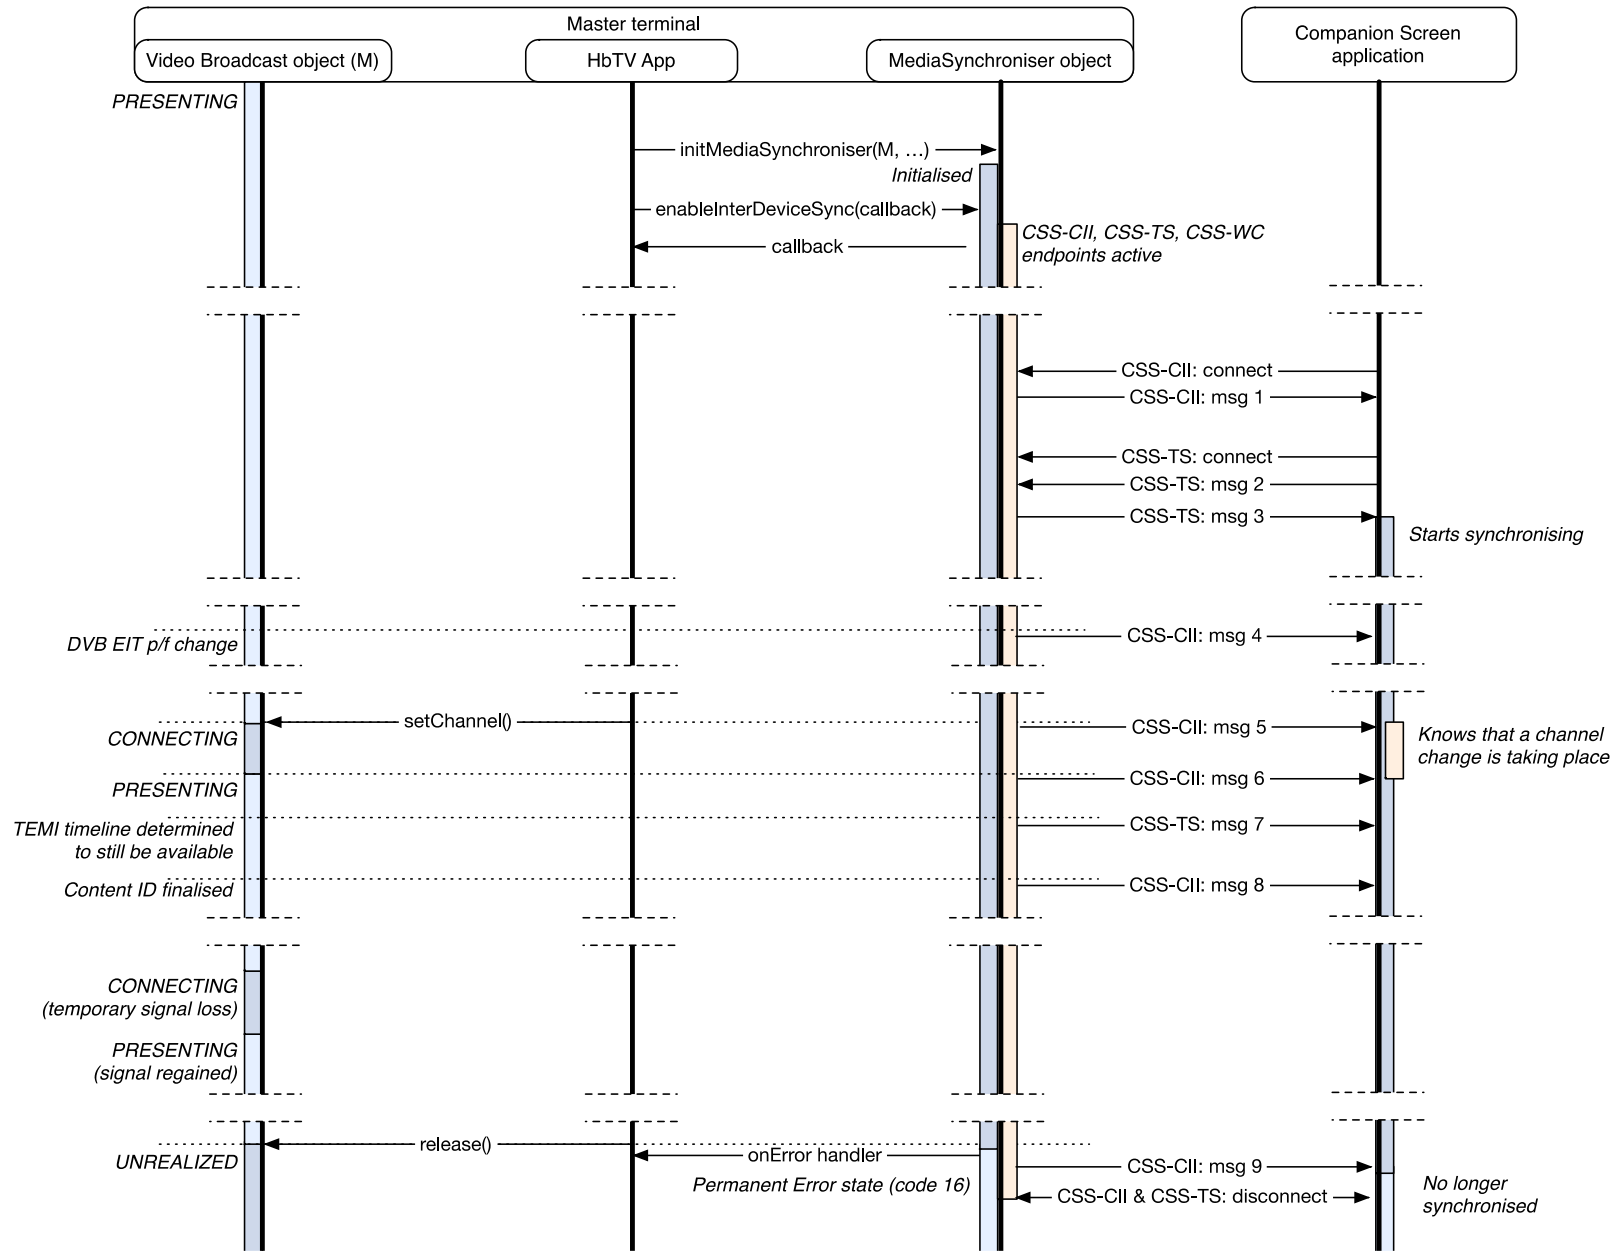 Master terminal
Companion Screen
application
Video Broadcast object (M)
HbTV App
MediaSynchroniser object
PRESENTING
initMediaSynchroniser(M, …)
Initialised
enableInterDeviceSync(callback)
CSS-CII, CSS-TS, CSS-WC
endpoints active
callback
CSS-CII: connect
CSS-CII: msg 1
CSS-TS: connect
CSS-TS: msg 2
CSS-TS: msg 3
Starts synchronising
DVB EIT p/f change
CSS-CII: msg 4
setChannel()
CSS-CII: msg 5
CONNECTING
Knows that a channel
change is taking place
CSS-CII: msg 6
PRESENTING
TEMI timeline determined
to still be available
CSS-TS: msg 7
Content ID finalised
CSS-CII: msg 8
CONNECTING
(temporary signal loss)
PRESENTING
(signal regained)
release()
onError handler
UNREALIZED
CSS-CII: msg 9
Permanent Error state (code 16)
CSS-CII & CSS-TS: disconnect
No longer
synchronised